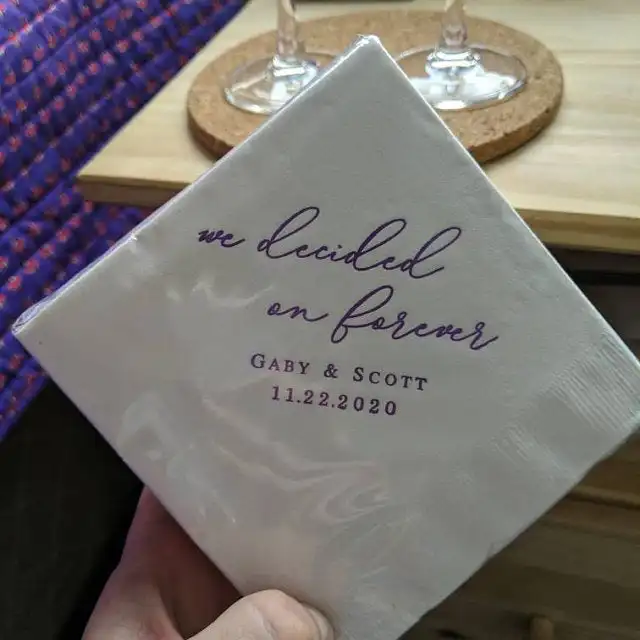 we decided
on forever
GABY & SCOTT
11.22.2020